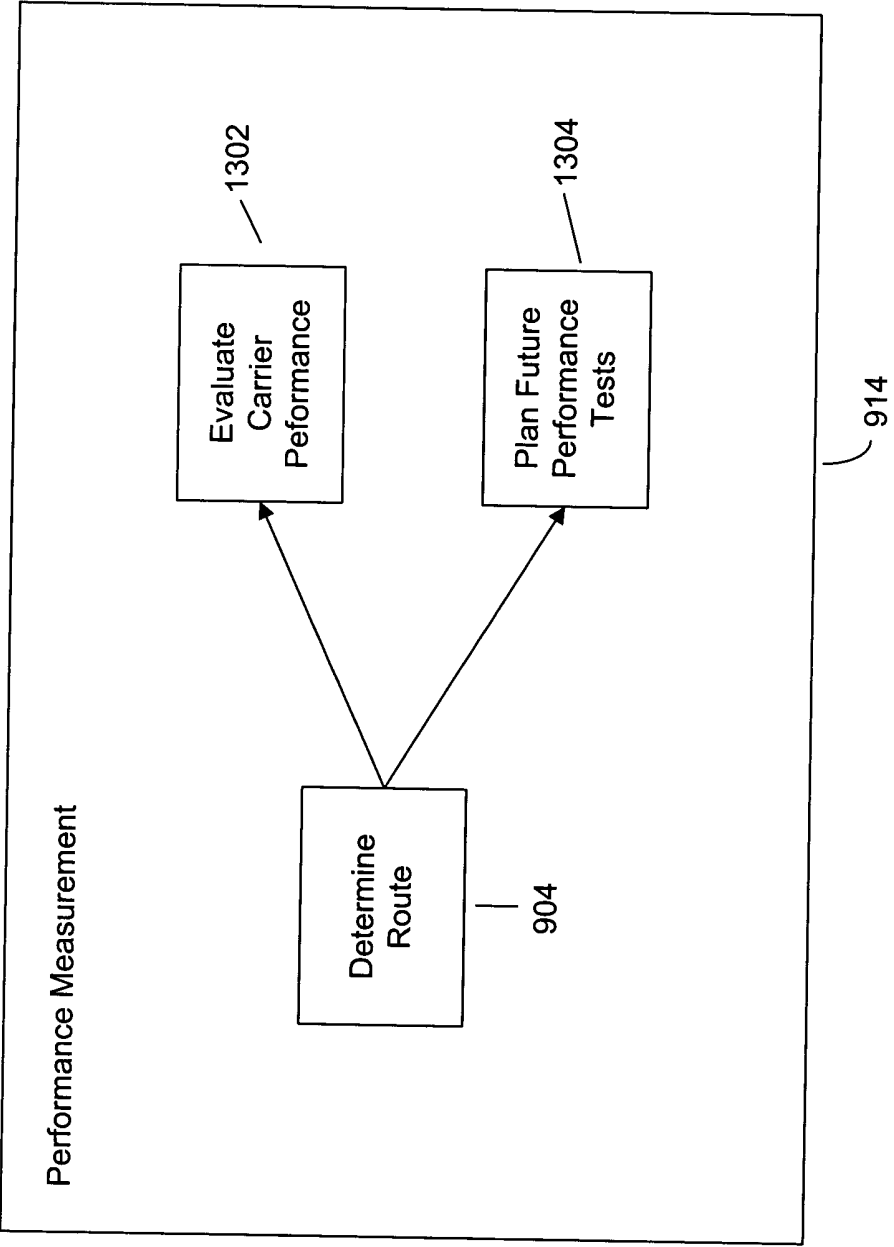 Performance Measurement
Determine
Route
904
Evaluate
Carrier
Peformance
1302
Plan Future
Performance
Tests
1304
914